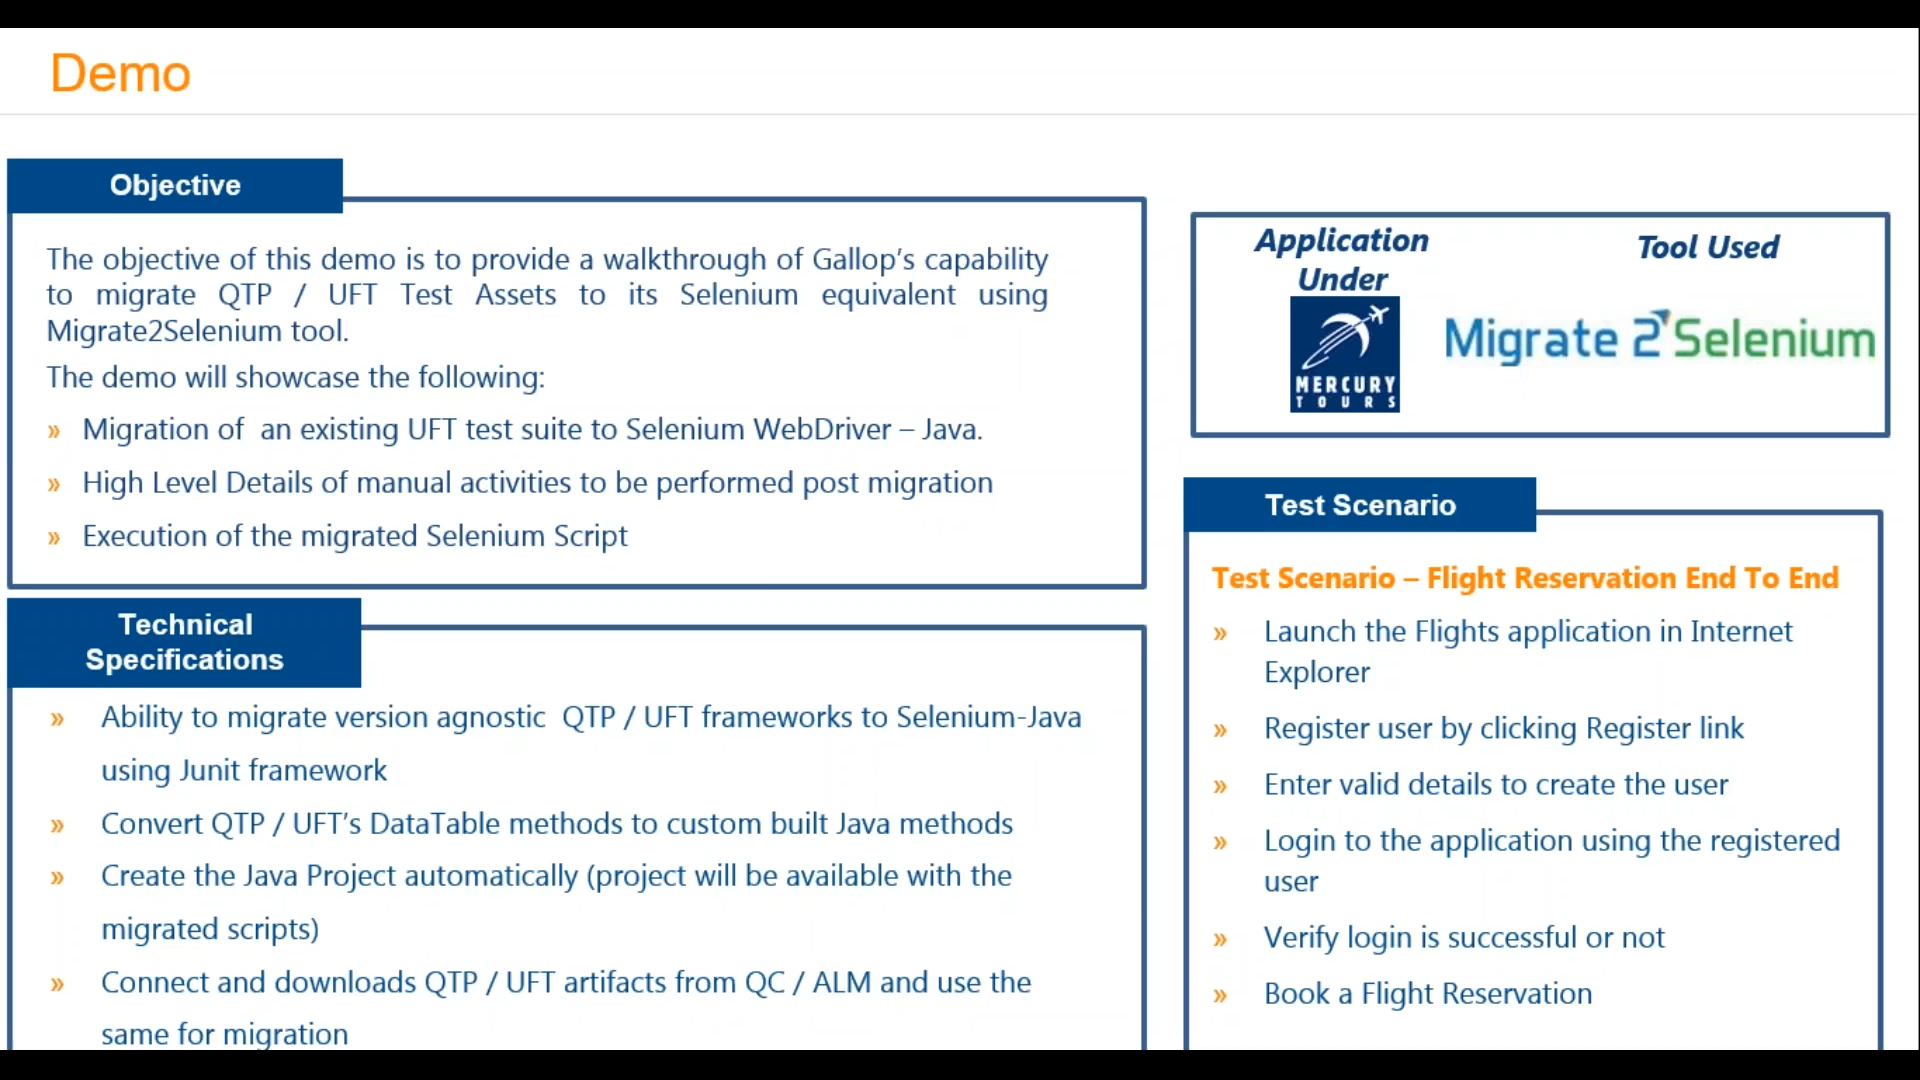 Demo
Objective
The objective of this demo is to provide a walkthrough of Gallop's capability
to migrate QTP / UFT Test Assets to its Selenium equivalent using
Migrate2Selenium tool.
The demo will showcase the following:
» Migration of an existing UFT test suite to Selenium WebDriver – Java.
» High Level Details of manual activities to be performed post migration
» Execution of the migrated Selenium Script
Technical
Specifications
» Ability to migrate version agnostic QTP / UFT frameworks to Selenium-Java
using Junit framework
» Convert QTP / UFT's DataTable methods to custom built Java methods
» Create the Java Project automatically (project will be available with the
migrated scripts)
» Connect and downloads QTP / UFT artifacts from QC / ALM and use the
same for migration
Application
Under
MERCURY
TOURS
Tool Used
Migrate 2 Selenium
Test Scenario
Test Scenario – Flight Reservation End To End
» Launch the Flights application in Internet
Explorer
» Register user by clicking Register link
» Enter valid details to create the user
» Login to the application using the registered
user
» Verify login is successful or not
» Book a Flight Reservation